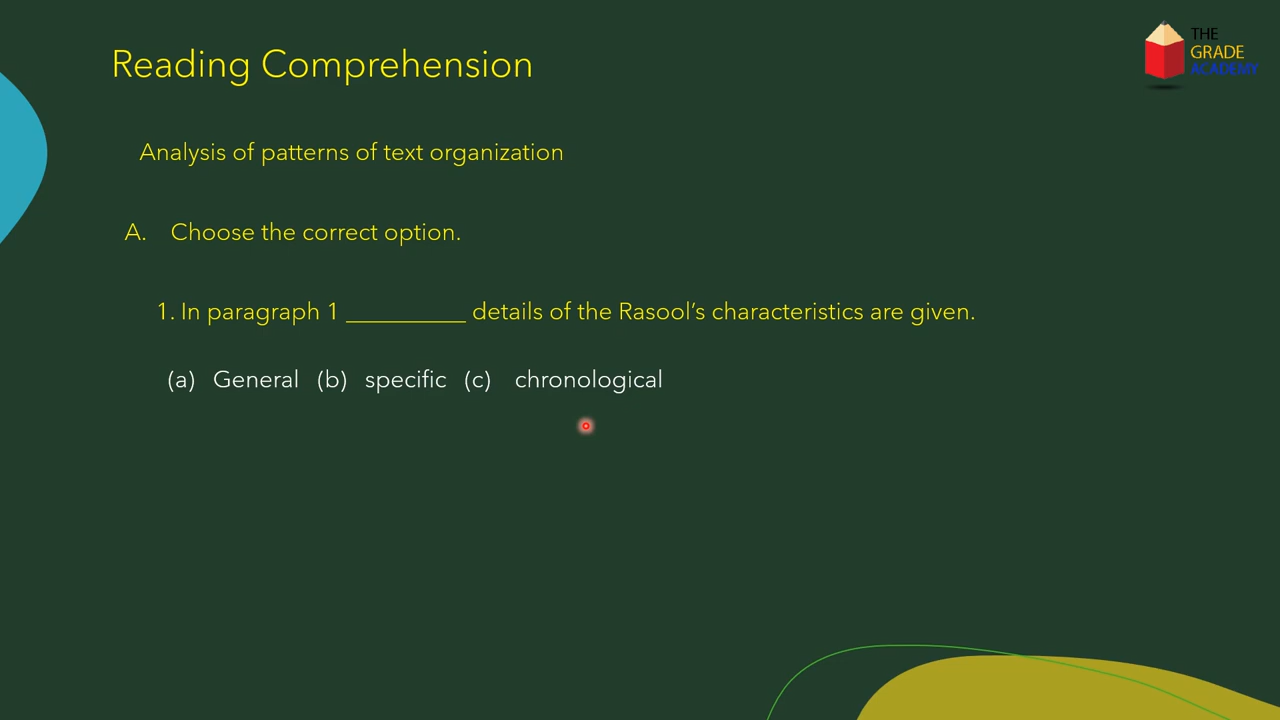 Reading Comprehension
THE
GRADE
ACADEMY
Analysis of patterns of text organization
A. Choose the correct option.
1. In paragraph 1 __________ details of the Rasool’s characteristics are given.
(a) General (b) specific (c) chronological